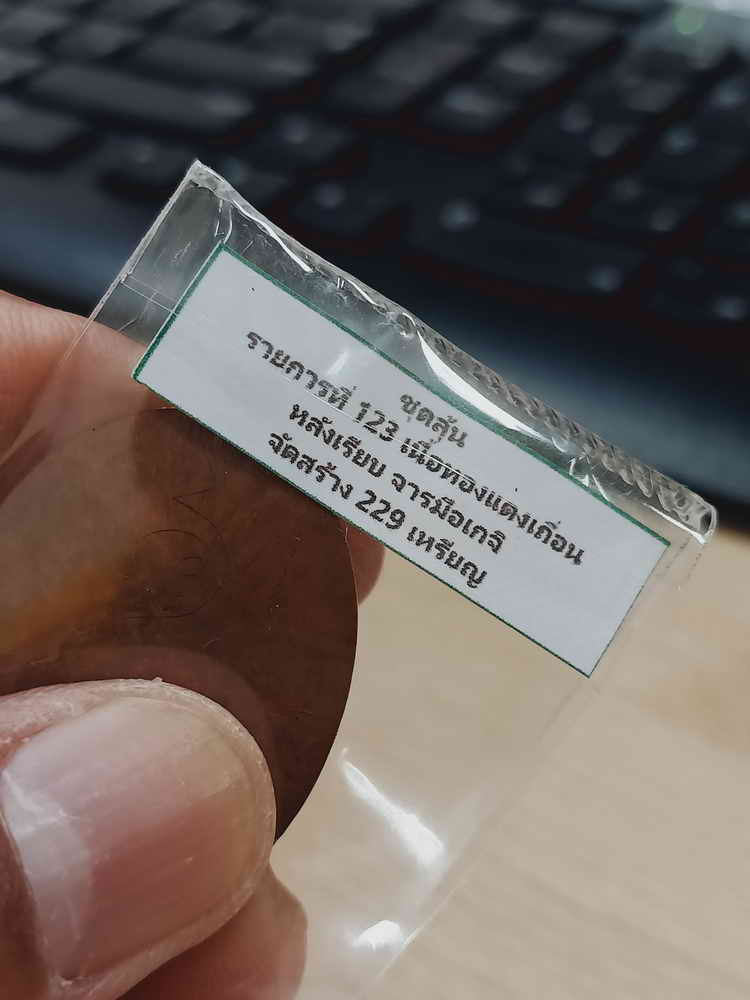 ชุดลุ้น
รายการที่ 123 เนื้อทองแดงเถื่อน
หลังเรียบ จารมือเกจิ
จัดสร้าง 229 เหรียญ